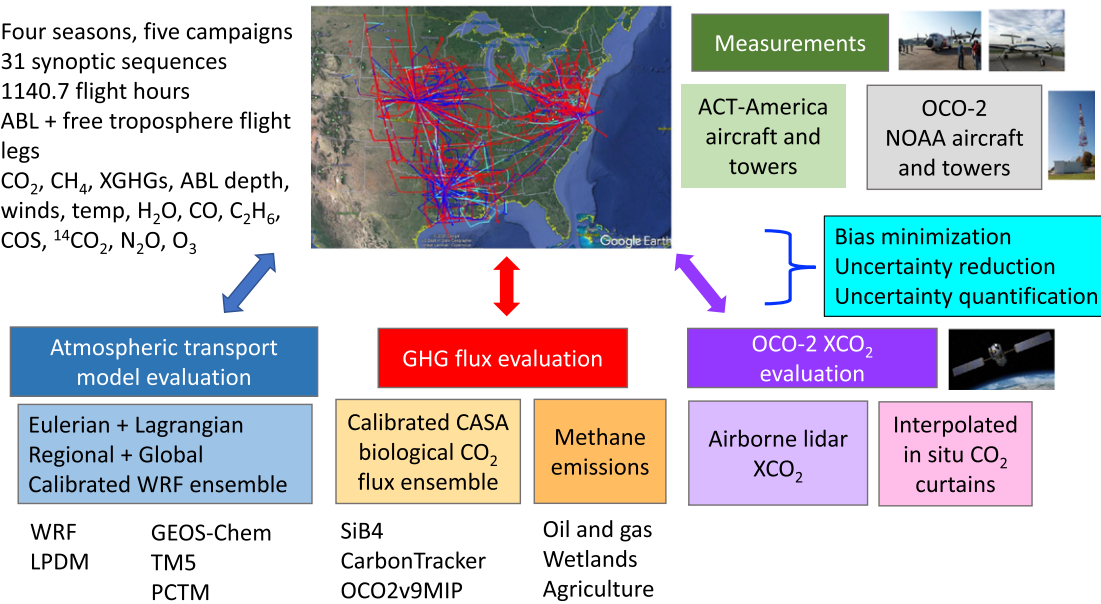 Four seasons, five campaigns
31 synoptic sequences
1140.7 flight hours
ABL + free troposphere flight
legs
CO₂, CH₄, XGHGs, ABL depth,
winds, temp, H₂O, CO, C₂H₆,
COS, ¹⁴CO₂, N₂O, O₃
Google Earth
Measurements
ACT-America
aircraft and
towers
OCO-2
NOAA aircraft
and towers
Bias minimization
Uncertainty reduction
Uncertainty quantification
Atmospheric transport
model evaluation
Eulerian + Lagrangian
Regional + Global
Calibrated WRF ensemble
WRF
LPDM
GEOS-Chem
TM5
PCTM
GHG flux evaluation
Calibrated CASA
biological CO₂
flux ensemble
SiB4
CarbonTracker
OCO2v9MIP
Methane
emissions
Oil and gas
Wetlands
Agriculture
OCO-2 XCO₂
evaluation
Airborne lidar
XCO₂
Interpolated
in situ CO₂
curtains